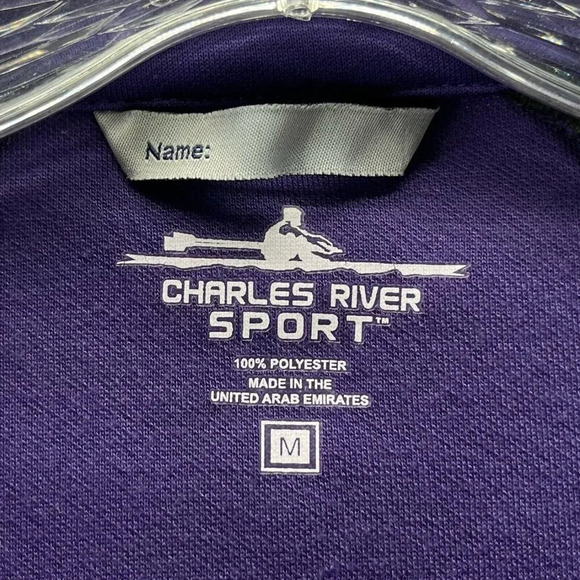 Name:
CHARLES RIVER
SPORT™
100% POLYESTER
MADE IN THE
UNITED ARAB EMIRATES
M